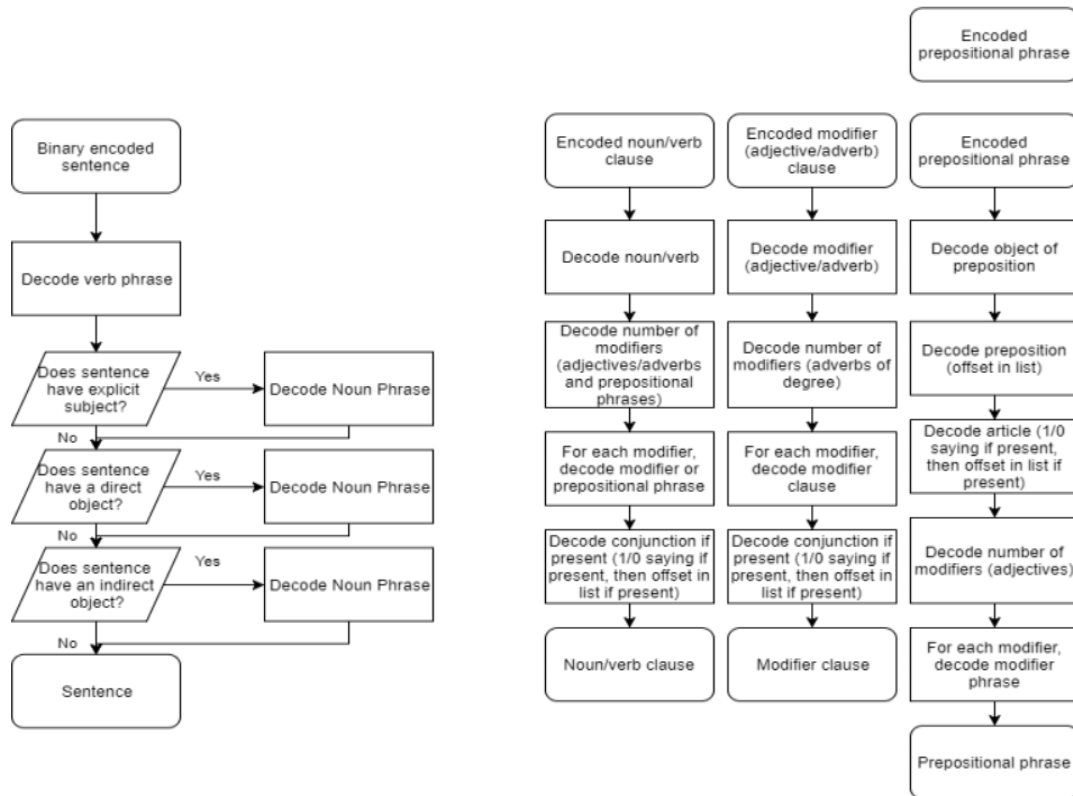 Binary encoded
sentence
Decode verb phrase
Does sentence
have explicit
subject?
Yes
Decode Noun Phrase
No
Does sentence
have a direct
object?
Yes
Decode Noun Phrase
No
Does sentence
have an indirect
object?
Yes
Decode Noun Phrase
No
Sentence
Encoded noun/verb
clause
Decode noun/verb
Decode number of
modifiers
(adjectives/adverbs
and prepositional
phrases)
For each modifier,
decode modifier or
prepositional phrase
Decode conjunction if
present (1/0 saying if
present, then offset in
list if present)
Noun/verb clause
Encoded modifier
(adjective/adverb)
clause
Decode modifier
(adjective/adverb)
Decode number of
modifiers (adverbs of
degree)
For each modifier,
decode modifier
clause
Decode conjunction if
present (1/0 saying if
present, then offset in
list if present)
Modifier clause
Encoded
prepositional phrase
Encoded
prepositional phrase
Decode object of
preposition
Decode preposition
(offset in list)
Decode article (1/0
saying if present,
then offset in list if
present)
Decode number of
modifiers (adjectives)
For each modifier,
decode modifier
phrase
Prepositional phrase